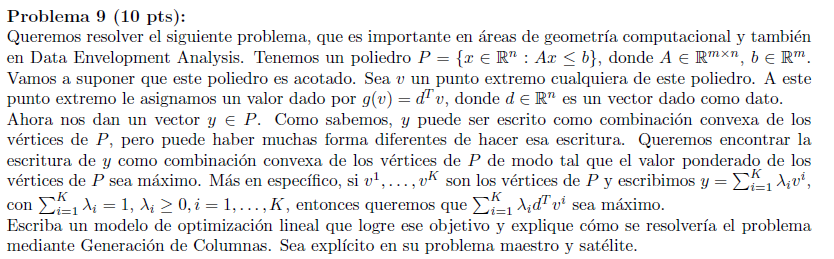 Problema 9 (10 pts):
Queremos resolver el siguiente problema, que es importante en áreas de geometría computacional y también
en Data Envelopment Analysis. Tenemos un poliedro $P = \{x \in \mathbb{R}^n : Ax \leq b\}$, donde $A \in \mathbb{R}^{m \times n}$, $b \in \mathbb{R}^m$.
Vamos a suponer que este poliedro es acotado. Sea $v$ un punto extremo cualquiera de este poliedro. A este
punto extremo le asignamos un valor dado por $g(v) = d^T v$, donde $d \in \mathbb{R}^n$ es un vector dado como dato.
Ahora nos dan un vector $y \in P$. Como sabemos, $y$ puede ser escrito como combinación convexa de los
vértices de $P$, pero puede haber muchas forma diferentes de hacer esa escritura. Queremos encontrar la
escritura de $y$ como combinación convexa de los vértices de $P$ de modo tal que el valor ponderado de los
vértices de $P$ sea máximo. Más en específico, si $v^1, \ldots, v^K$ son los vértices de $P$ y escribimos $y = \sum_{i=1}^K \lambda_i v^i$,
con $\sum_{i=1}^K \lambda_i = 1$, $\lambda_i \geq 0, i = 1, \ldots, K$, entonces queremos que $\sum_{i=1}^K \lambda_i d^T v^i$ sea máximo.
Escriba un modelo de optimización lineal que logre ese objetivo y explique cómo se resolvería el problema
mediante Generación de Columnas. Sea explícito en su problema maestro y satélite.